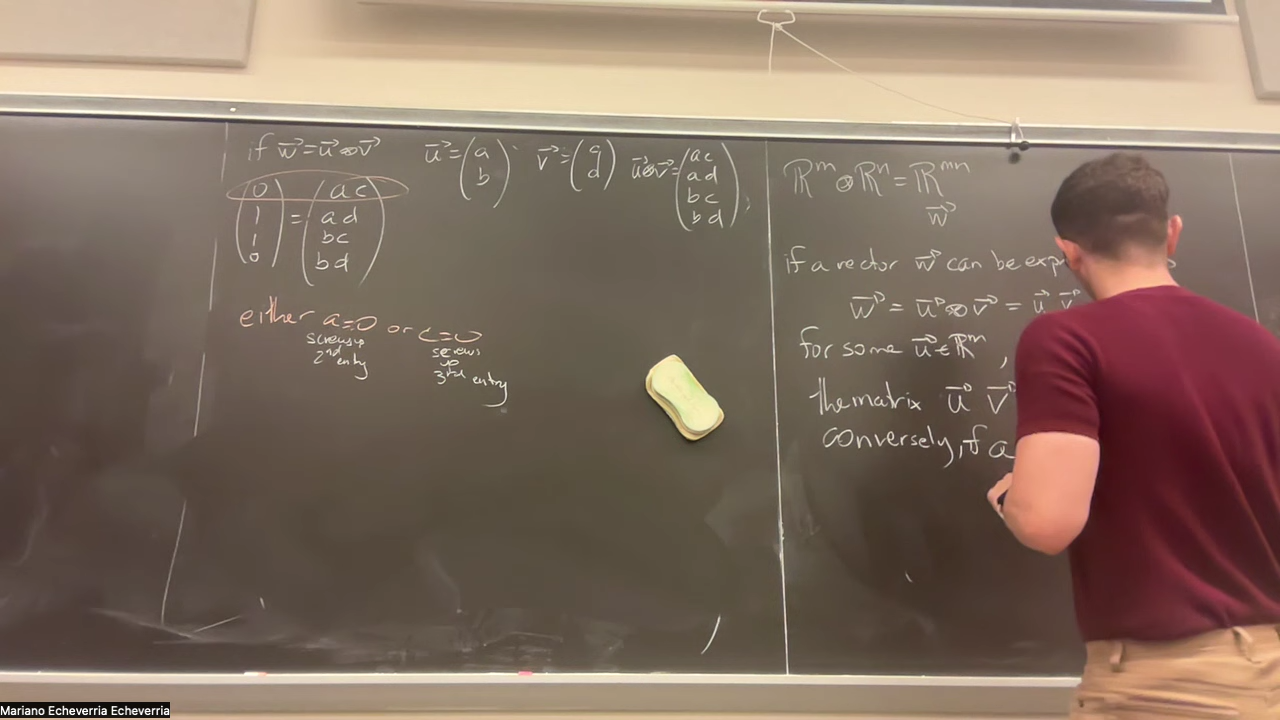 if w⃗ = u⃗ ⊗ v⃗   u⃗ = (a b)   v⃗ = (c d)   u⃗ ⊗ v⃗ = (ac ad bc bd)
(0 1 1 0) = (ac ad bc bd)
either a=0 or c=0
screws up 2nd entry
screws up 3rd entry
ℝᵐ ⊗ ℝⁿ = ℝᵐⁿ
w⃗
if a vector w⃗ can be
w⃗ = u⃗ ⊗ v⃗ = u⃗ v⃗
for some u⃗ ∈ ℝᵐ,
the matrix u⃗ v⃗
conversely, if a
Mariano Echeverria Echeverria